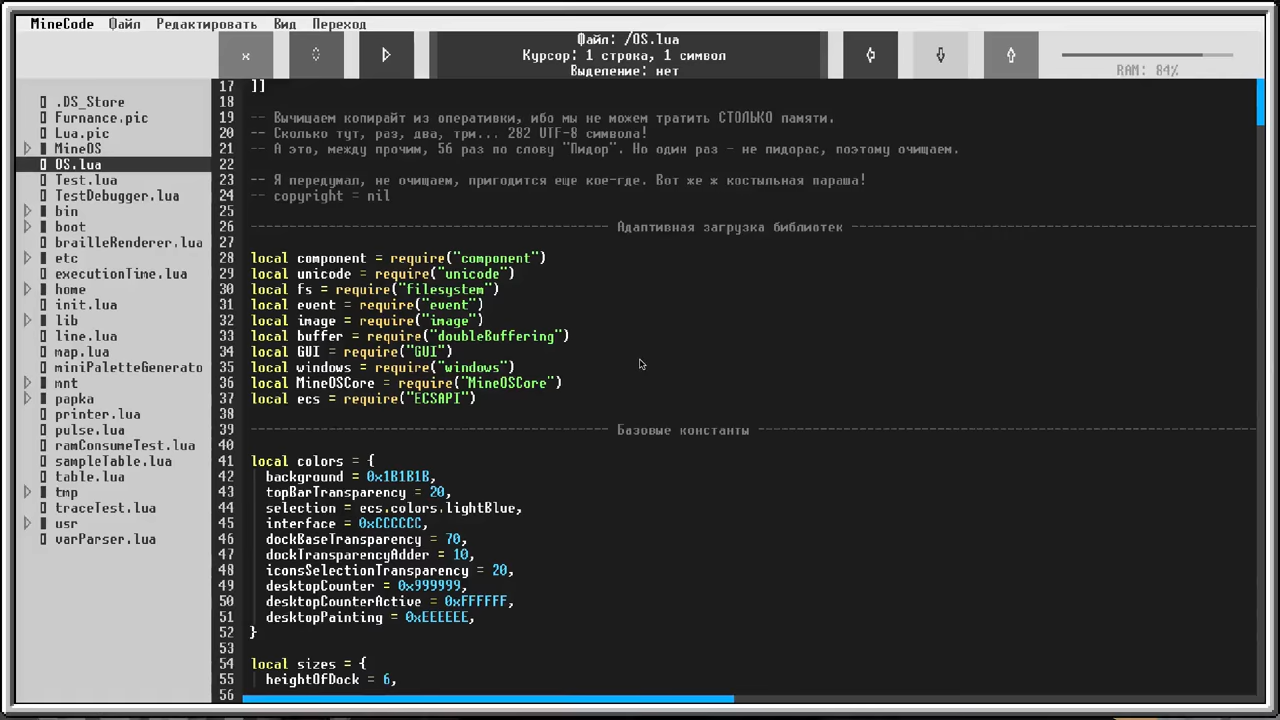 MineCode Файл Редактировать Вид Переход
Файл: /OS.lua
Курсор: 1 строка, 1 символ
Выделение: нет
RAM: 84%
.DS_Store
Furnance.pic
Lua.pic
MineOS
OS.lua
Test.lua
TestDebugger.lua
bin
boot
brailleRenderer.lua
etc
executionTime.lua
home
init.lua
lib
line.lua
map.lua
miniPaletteGenerato
mnt
papka
printer.lua
pulse.lua
ramConsumeTest.lua
sampleTable.lua
table.lua
tmp
traceTest.lua
usr
varParser.lua
17 ]]
18
19 -- Вычищаем копирайт из оперативки, ибо мы не можем тратить СТОЛЬКО памяти.
20 -- Сколько тут, раз, два, три... 282 UTF-8 символа!
21 -- А это, между прочим, 56 раз по слову "Пидор". Но один раз - не пидорас, поэтому очищаем.
22
23 -- Я передумал, не очищаем, пригодится еще кое-где. Вот же ж костыльная параша!
24 -- copyright = nil
25
26 Адаптивная загрузка библиотек
27
28 local component = require("component")
29 local unicode = require("unicode")
30 local fs = require("filesystem")
31 local event = require("event")
32 local image = require("image")
33 local buffer = require("doubleBuffering")
34 local GUI = require("GUI")
35 local windows = require("windows")
36 local MineOSCore = require("MineOSCore")
37 local ecs = require("ECSAPI")
38
39 Базовые константы
40
41 local colors = {
42 background = 0x1B1B1B,
43 topBarTransparency = 20,
44 selection = ecs.colors.lightBlue,
45 interface = 0xCCCCCC,
46 dockBaseTransparency = 70,
47 dockTransparencyAdder = 10,
48 iconsSelectionTransparency = 20,
49 desktopCounter = 0x999999,
50 desktopCounterActive = 0xFFFFFF,
51 desktopPainting = 0xEEEEEE,
52 }
53
54 local sizes = {
55 heightOfDock = 6,
56